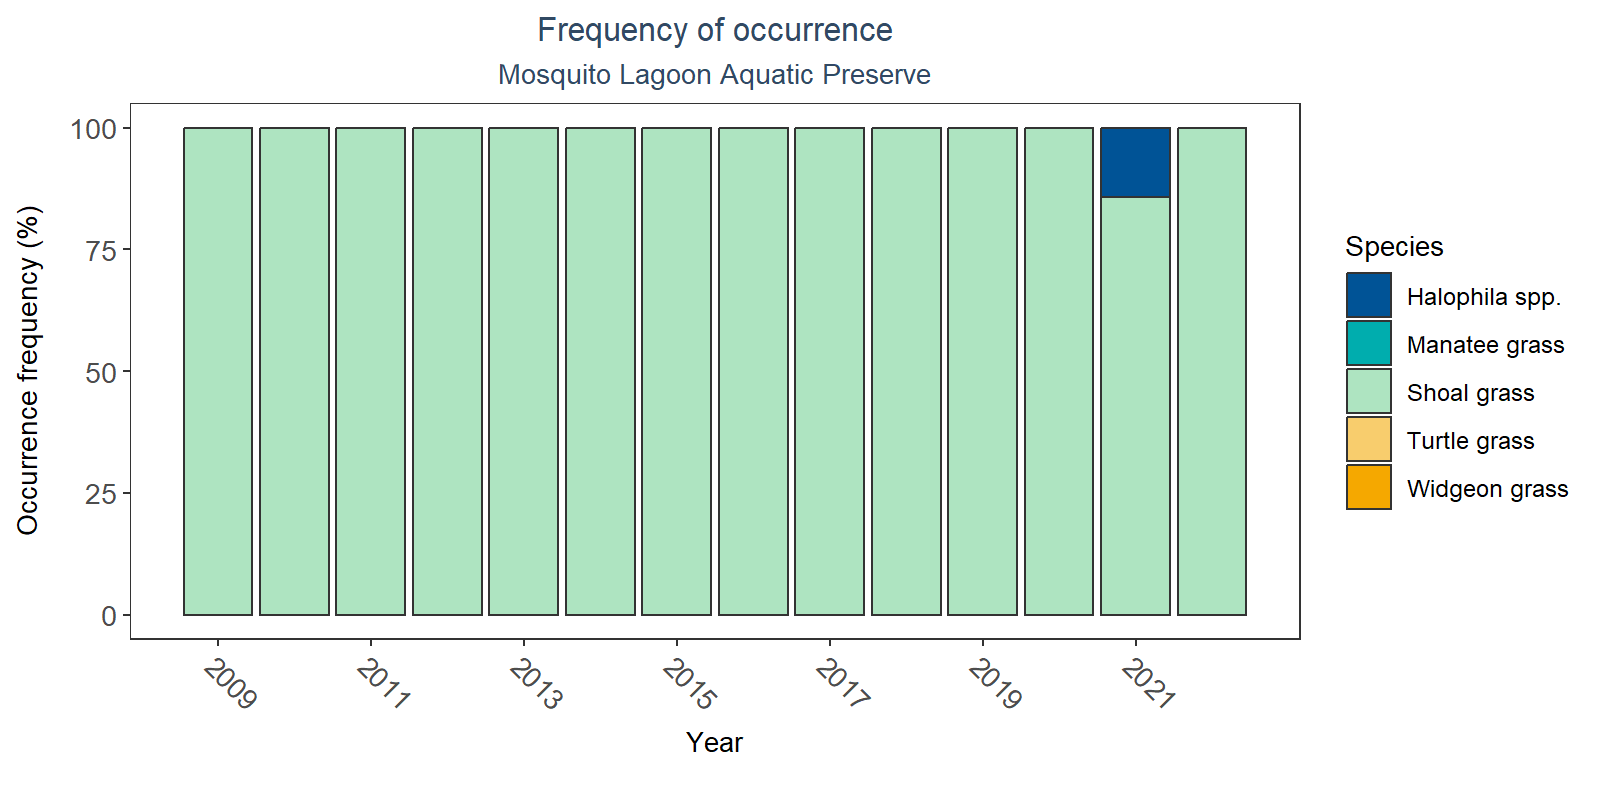 Frequency of occurrence
Mosquito Lagoon Aquatic Preserve
Occurrence frequency (%)
100
75
50
25
0
2009
2011
2013
2015
2017
2019
2021
Year
Species
Halophila spp.
Manatee grass
Shoal grass
Turtle grass
Widgeon grass